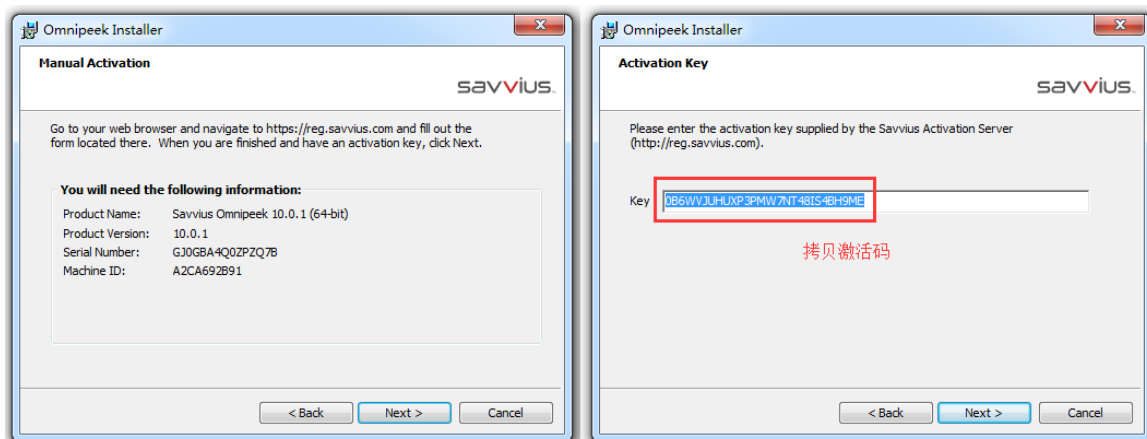 Omnipeek Installer
Manual Activation
savvius
Go to your web browser and navigate to https://reg.savvius.com and fill out the
form located there. When you are finished and have an activation key, click Next.
You will need the following information:
Product Name: Savvius Omnipeek 10.0.1 (64-bit)
Product Version: 10.0.1
Serial Number: GJ0GBA4Q0ZPZQ7B
Machine ID: A2CA692B91
< Back Next > Cancel
Omnipeek Installer
Activation Key
savvius
Please enter the activation key supplied by the Savvius Activation Server
(http://reg.savvius.com).
Key 0B6WVJUHUXP3PMW7NT48IS4BH9ME
拷贝激活码
< Back Next > Cancel